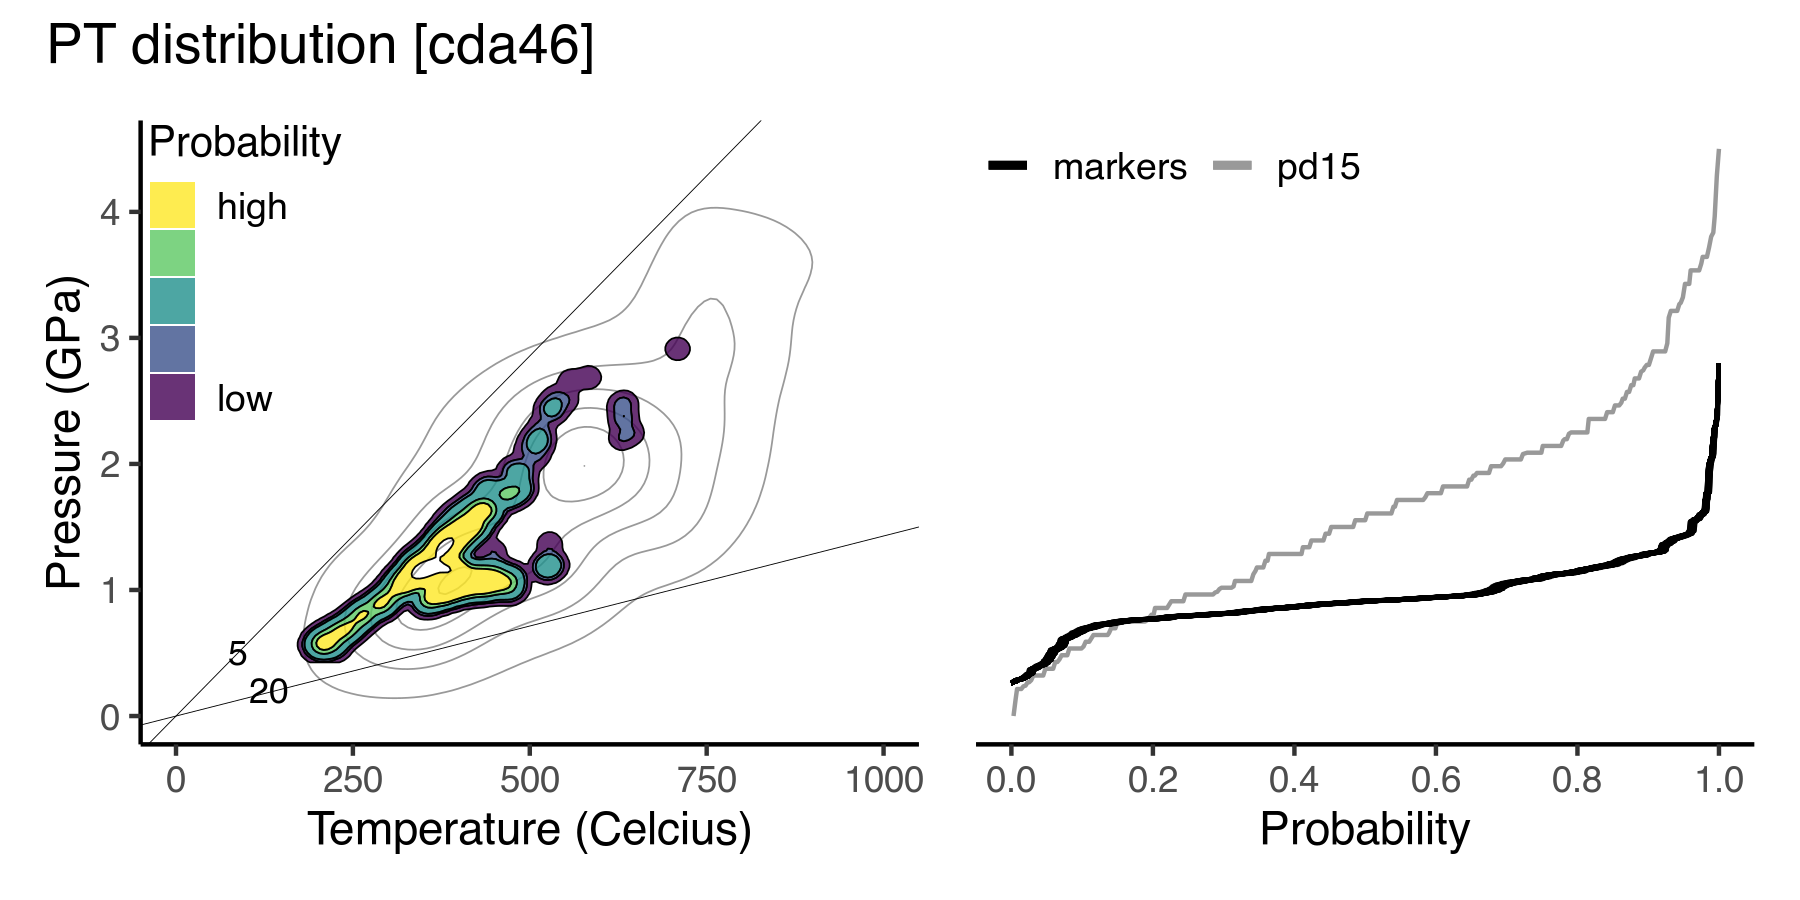 PT distribution [cda46]
Probability
high
low
markers
pd15
Pressure (GPa)
4
3
2
1
0
5
20
0
250
500
750
1000
Temperature (Celcius)
0.0
0.2
0.4
0.6
0.8
1.0
Probability